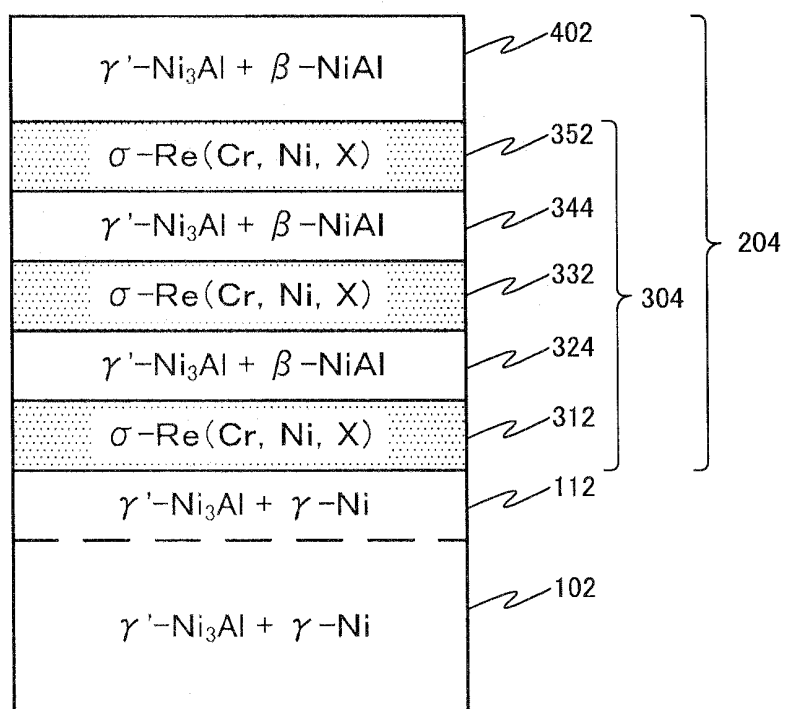 γ'-Ni₃Al + β-NiAl 402
σ-Re(Cr, Ni, X) 352
γ'-Ni₃Al + β-NiAl 344
204
σ-Re(Cr, Ni, X) 332
304
γ'-Ni₃Al + β-NiAl 324
σ-Re(Cr, Ni, X) 312
γ'-Ni₃Al + γ-Ni 112
γ'-Ni₃Al + γ-Ni 102